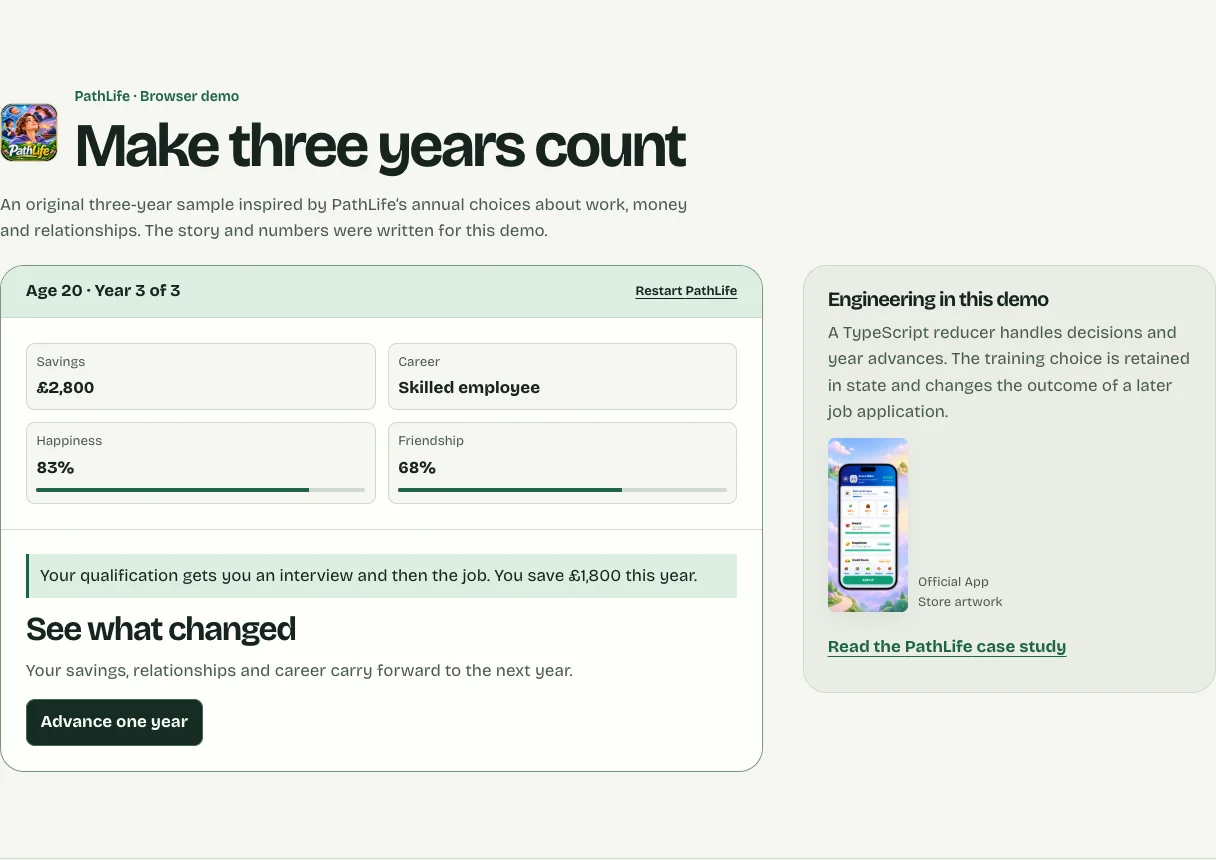 PathLife · Browser demo
PathLife
Make three years count
An original three-year sample inspired by PathLife's annual choices about work, money
and relationships. The story and numbers were written for this demo.
Age 20 · Year 3 of 3
Restart PathLife
Savings
£2,800
Career
Skilled employee
Happiness
83%
Friendship
68%
Your qualification gets you an interview and then the job. You save £1,800 this year.
See what changed
Your savings, relationships and career carry forward to the next year.
Advance one year
Engineering in this demo
A TypeScript reducer handles decisions and
year advances. The training choice is retained
in state and changes the outcome of a later
job application.
Official App
Store artwork
Read the PathLife case study